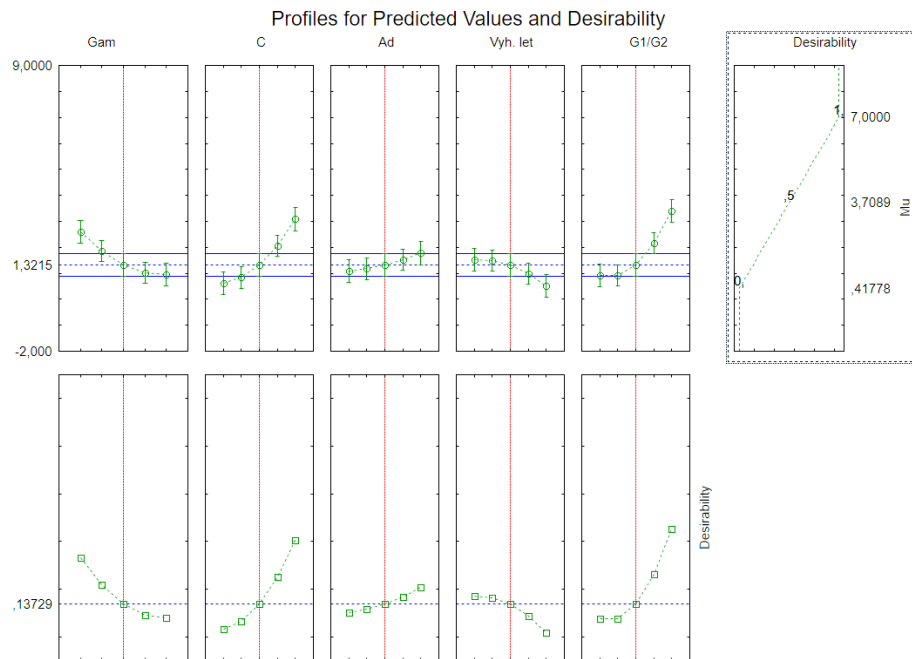 Profiles for Predicted Values and Desirability
Gam C Ad Vyh. let G1/G2 Desirability
9,0000
1,3215
-2,000
1,
,5
0,
7,0000
3,7089
,41778
Mu
,13729
Desirability